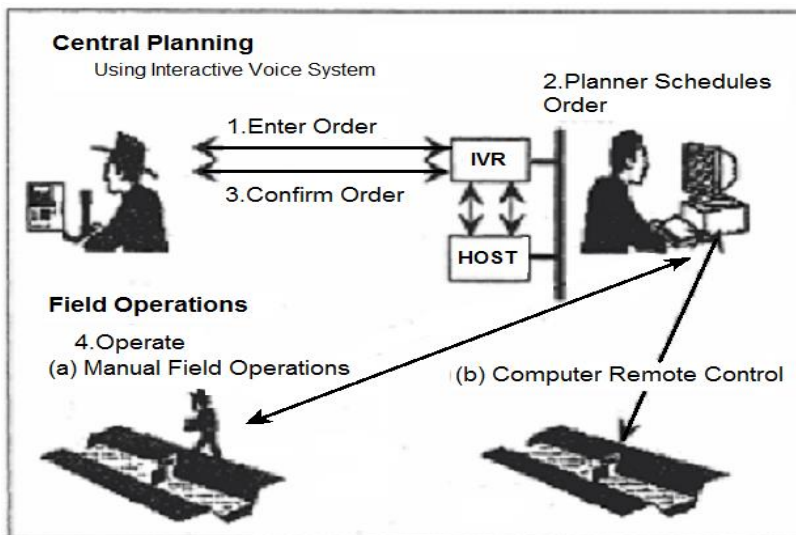 Central Planning
Using Interactive Voice System
2.Planner Schedules
Order
1.Enter Order
IVR
3.Confirm Order
HOST
Field Operations
4.Operate
(a) Manual Field Operations
(b) Computer Remote Control